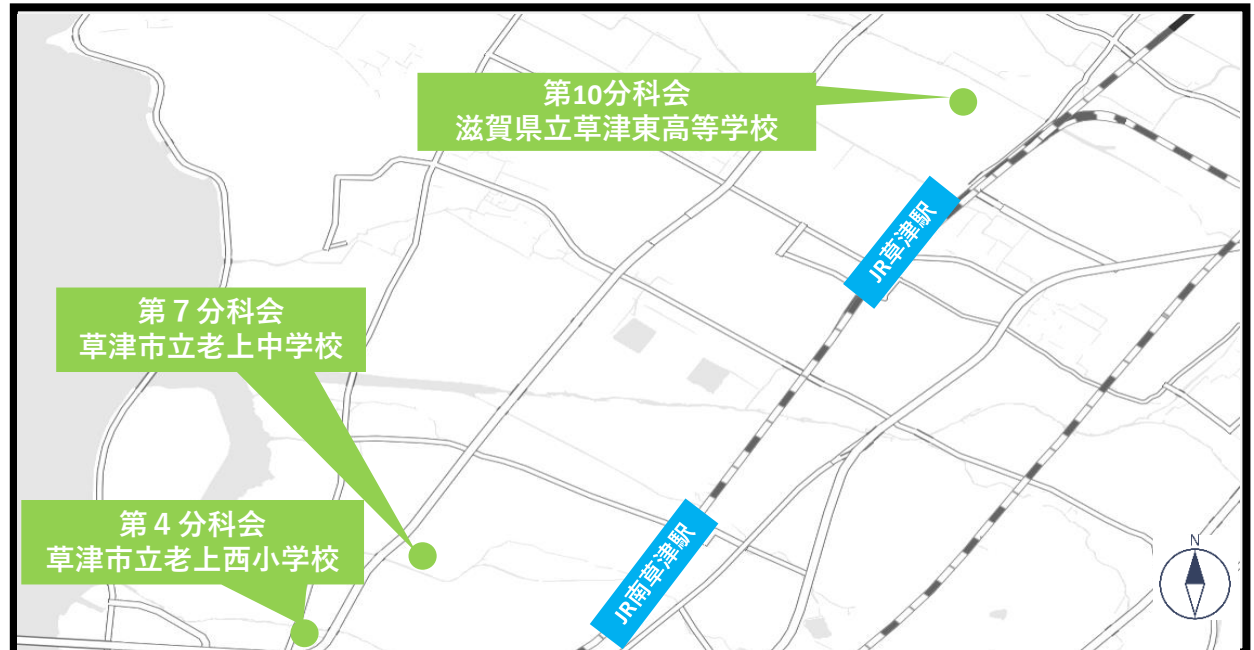 第10分科会
滋賀県立草津東高等学校
JR草津駅
第７分科会
草津市立老上中学校
第４分科会
草津市立老上西小学校
JR南草津駅
N